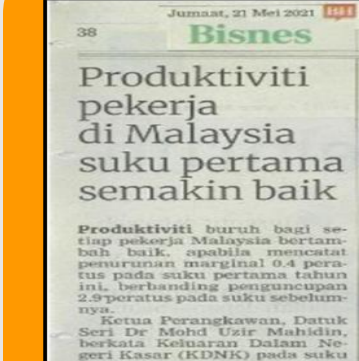 Jumaat, 21 Mei 2021 BH
38
Bisnes
Produktiviti
pekerja
di Malaysia
suku pertama
semakin baik
Produktiviti buruh bagi se-
tiap pekerja Malaysia bertam-
bah baik, apabila mencatat
penurunan marginal 0.4 pera-
tus pada suku pertama tahun
ini, berbanding penguncupan
2.9 peratus pada suku sebelum-
nya.
Ketua Perangkawan, Datuk
Seri Dr Mohd Uzir Mahidin,
berkata Keluaran Dalam Ne-
geri Kasar (KDNK) pada suku